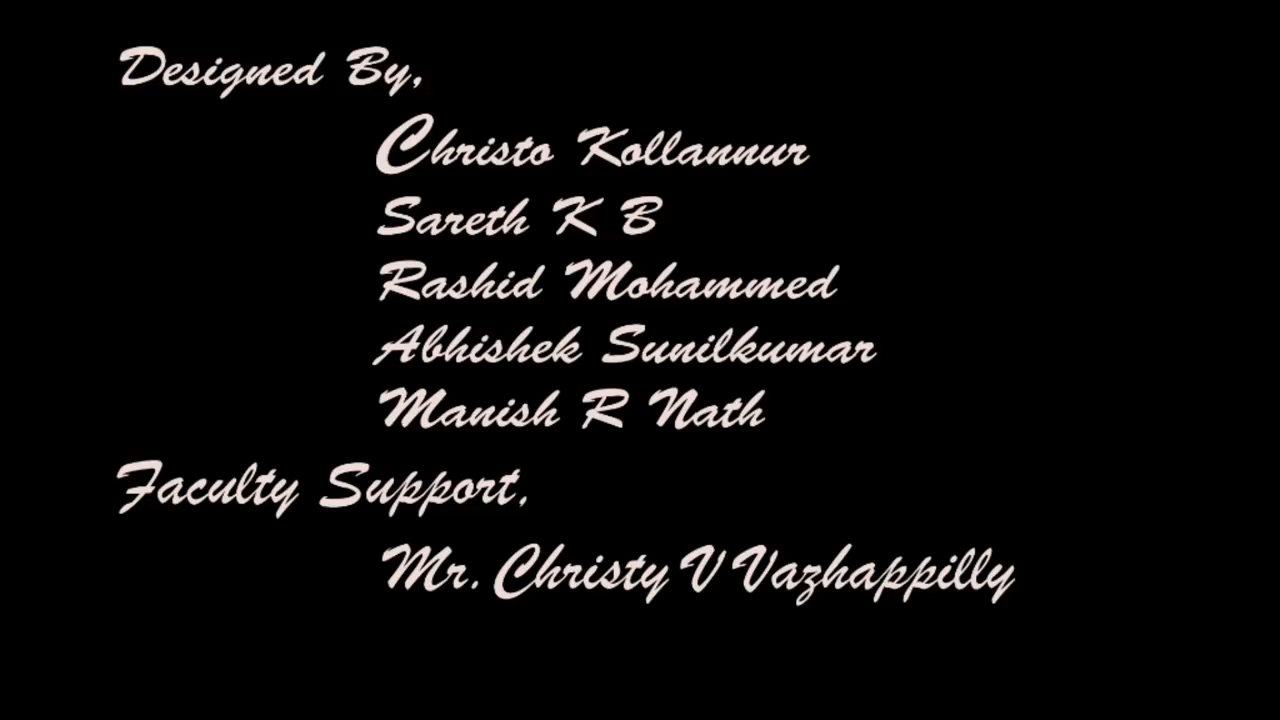 Designed By,
Christo Kollannur
Sareth K B
Rashid Mohammed
Abhishek Sunilkumar
Manish R Nath
Faculty Support,
Mr. Christy V Vazhappilly